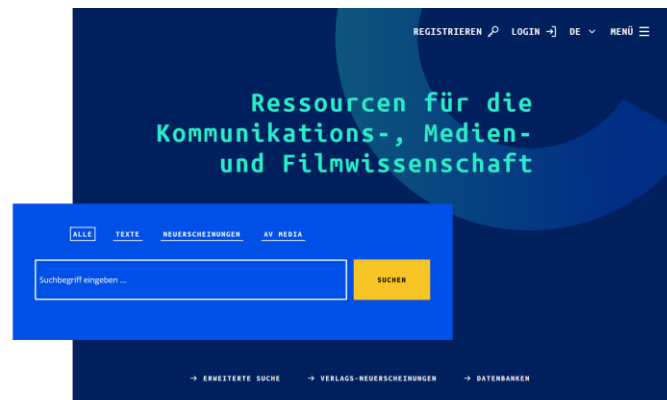 REGISTRIEREN LOGIN DE MENÜ
Ressourcen für die
Kommunikations-, Medien-
und Filmwissenschaft
ALLE TEXTE NEUERSCHEINUNGEN AV MEDIA
Suchbegriff eingeben ...
SUCHEN
→ ERWEITERTE SUCHE → VERLAGS-NEUERSCHEINUNGEN → DATENBANKEN